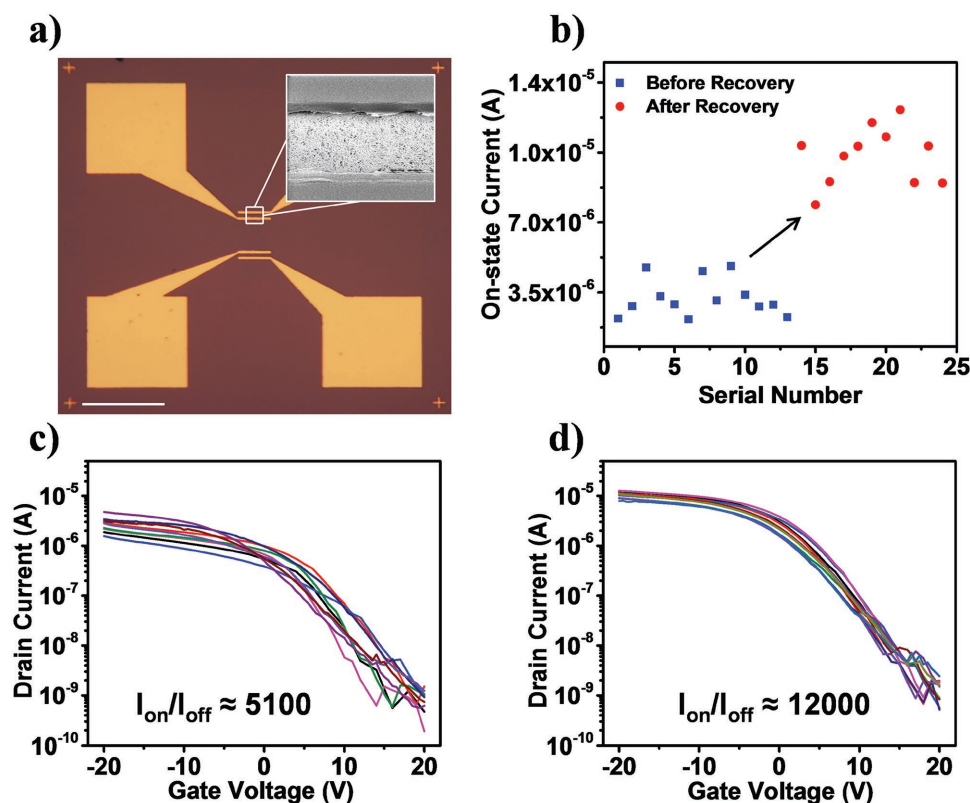 a)
b)
On-state Current (A)
1.4x10⁻⁵
1.0x10⁻⁵
7.0x10⁻⁶
3.5x10⁻⁶
Before Recovery
After Recovery
0 5 10 15 20 25
Serial Number
c)
Drain Current (A)
10⁻⁵
10⁻⁶
10⁻⁷
10⁻⁸
10⁻⁹
10⁻¹⁰
Ion/Ioff ≈ 5100
-20 -10 0 10 20
Gate Voltage (V)
d)
Drain Current (A)
10⁻⁵
10⁻⁶
10⁻⁷
10⁻⁸
10⁻⁹
10⁻¹⁰
Ion/Ioff ≈ 12000
-20 -10 0 10 20
Gate Voltage (V)